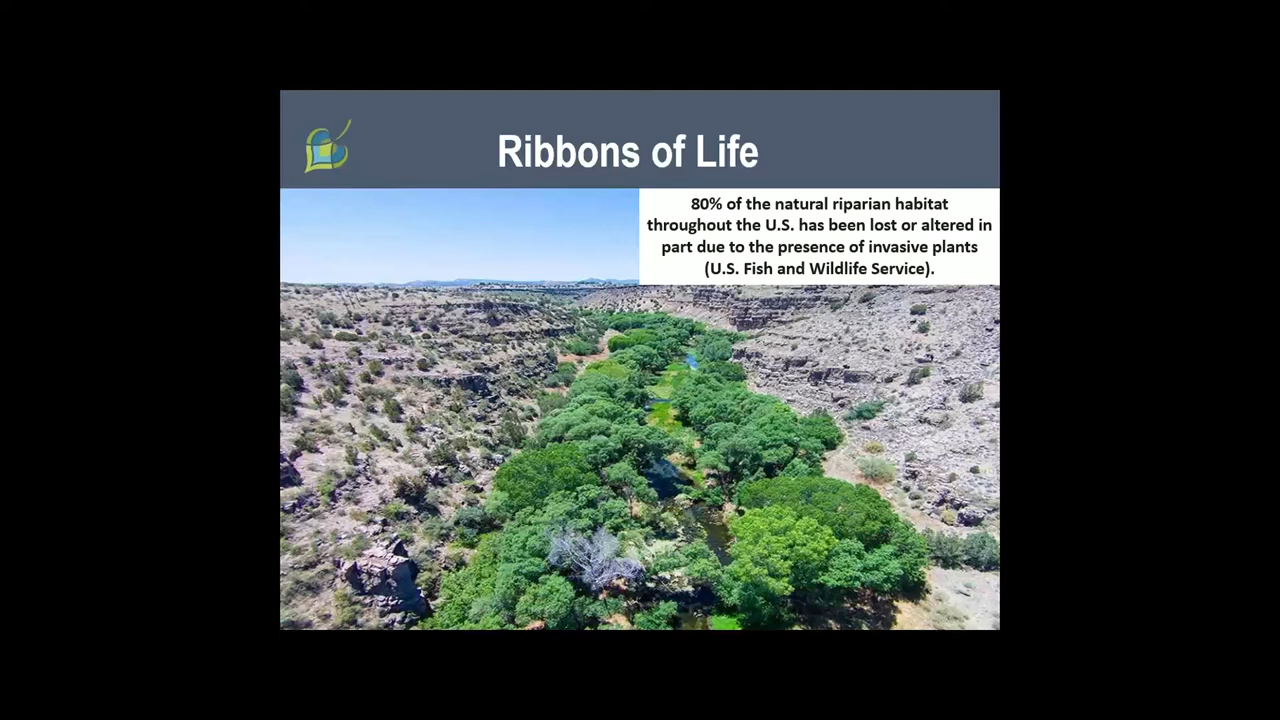 Ribbons of Life
80% of the natural riparian habitat
throughout the U.S. has been lost or altered in
part due to the presence of invasive plants
(U.S. Fish and Wildlife Service).